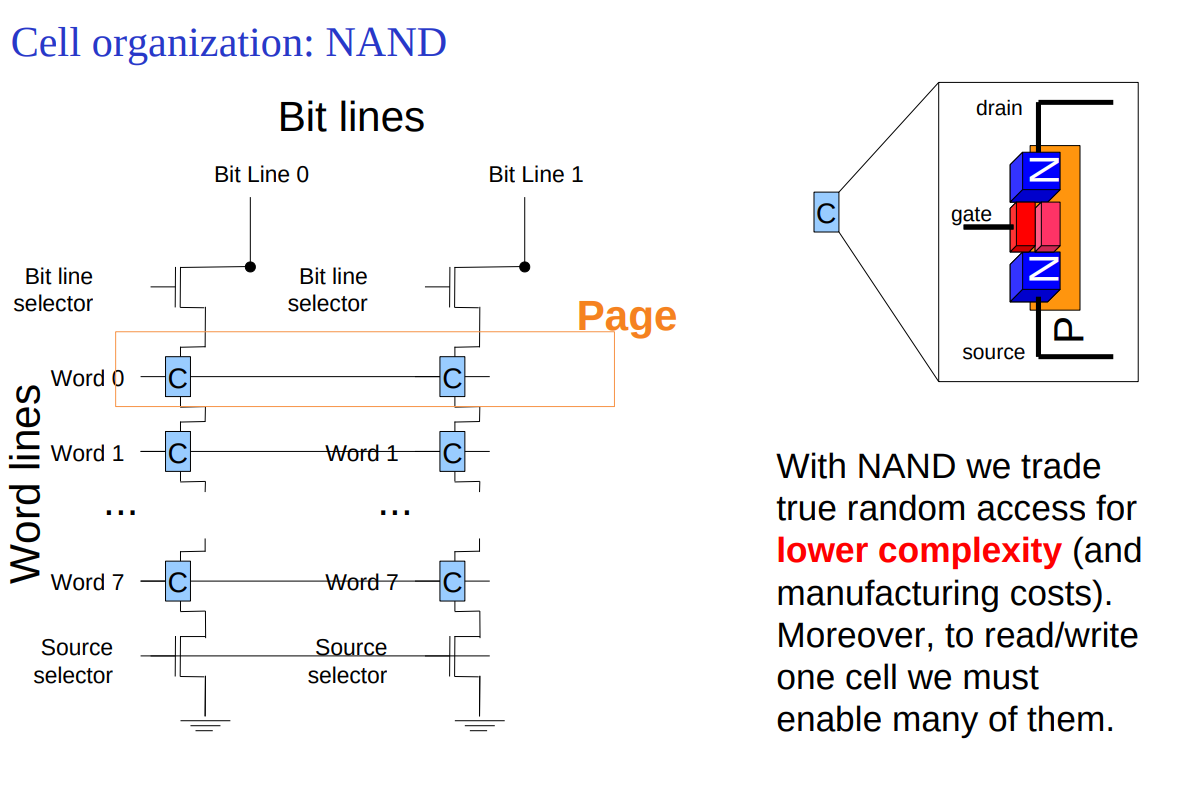 Cell organization: NAND
Bit lines
Bit Line 0
Bit Line 1
Bit line
selector
Bit line
selector
Page
Word lines
Word 0
C
C
Word 1
C
Word 1
C
...
...
Word 7
C
Word 7
C
Source
selector
Source
selector
C
drain
N
gate
N
P
source
With NAND we trade
true random access for
lower complexity (and
manufacturing costs).
Moreover, to read/write
one cell we must
enable many of them.